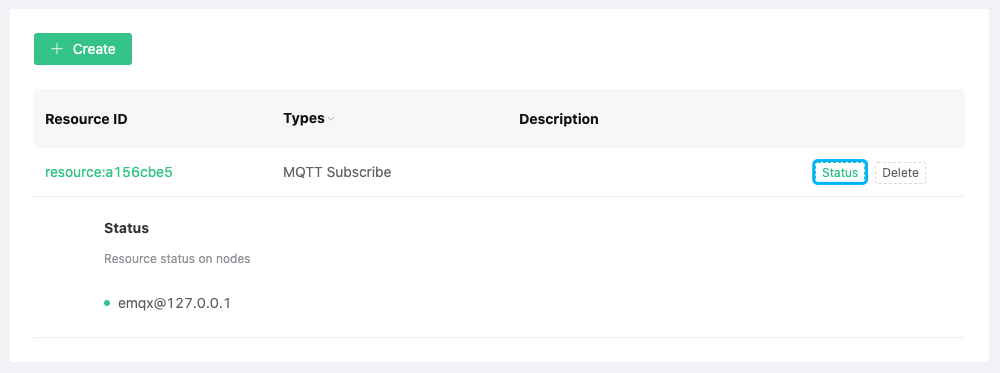 Create
Resource ID Types Description
resource:a156cbe5 MQTT Subscribe Status Delete
Status
Resource status on nodes
emqx@127.0.0.1